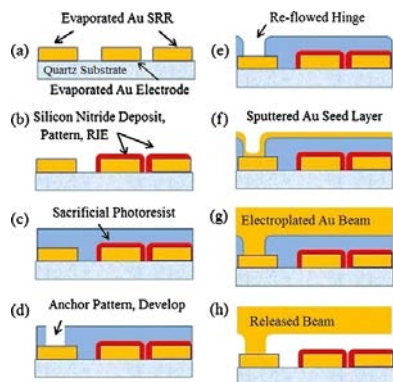 (a)
Evaporated Au SRR
Quartz Substrate
Evaporated Au Electrode
(b)
Silicon Nitride Deposit,
Pattern, RIE
(c)
Sacrificial Photoresist
(d)
Anchor Pattern, Develop
(e)
Re-flowed Hinge
(f)
Sputtered Au Seed Layer
(g)
Electroplated Au Beam
(h)
Released Beam